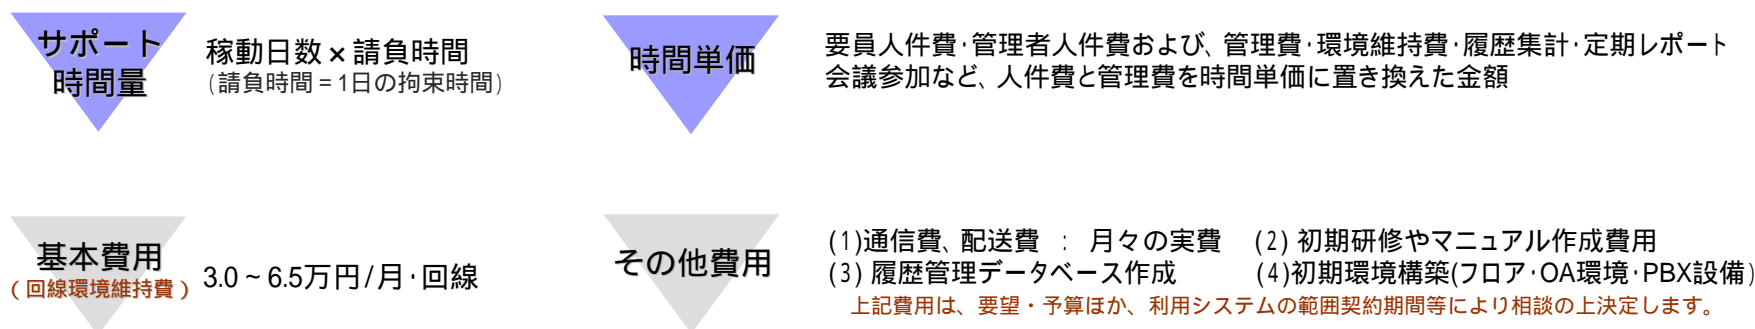 サポート
時間量
稼動日数×請負時間
(請負時間=1日の拘束時間)
時間単価
要員人件費･管理者人件費および、管理費･環境維持費･履歴集計･定期レポート
会議参加など、人件費と管理費を時間単価に置き換えた金額
基本費用
(回線環境維持費)
3.0~6.5万円/月･回線
その他費用
(1)通信費、配送費 : 月々の実費 (2) 初期研修やマニュアル作成費用
(3) 履歴管理データベース作成 (4)初期環境構築(フロア･OA環境･PBX設備)
上記費用は、要望・予算ほか、利用システムの範囲契約期間等により相談の上決定します。